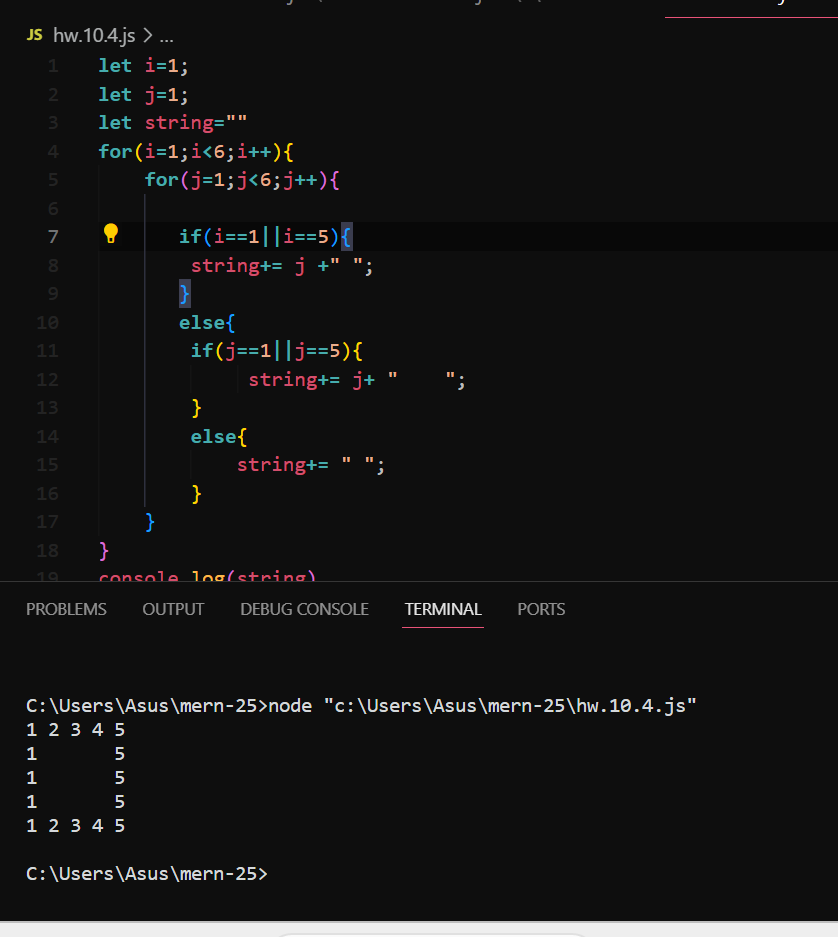 JS hw.10.4.js > ...
1 let i=1;
2 let j=1;
3 let string=""
4 for(i=1;i<6;i++){
5     for(j=1;j<6;j++){
6
7        if(i==1||i==5){
8         string+= j +" ";
9        }
10        else{
11         if(j==1||j==5){
12              string+= j+ "    ";
13         }
14         else{
15             string+= " ";
16         }
17     }
18 }
19 console.log(string)
PROBLEMS OUTPUT DEBUG CONSOLE TERMINAL PORTS
C:\Users\Asus\mern-25>node "c:\Users\Asus\mern-25\hw.10.4.js"
1 2 3 4 5
1       5
1       5
1       5
1 2 3 4 5
C:\Users\Asus\mern-25>